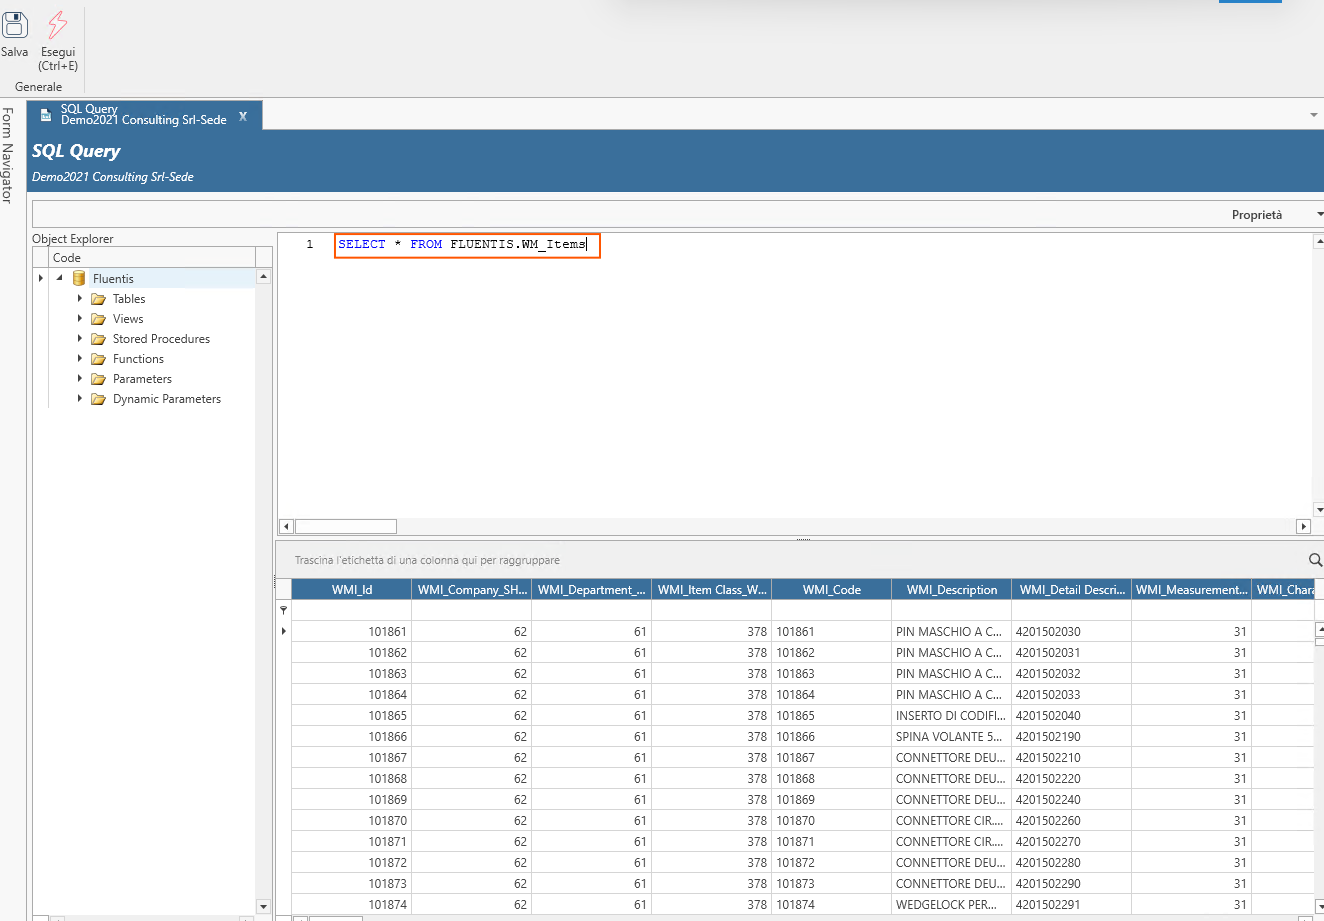 Salva
Esegui
(Ctrl+E)
Generale
Form Navigator
SQL Query
Demo2021 Consulting Srl-Sede X
SQL Query
Demo2021 Consulting Srl-Sede
Proprietà
Object Explorer
Code
Fluentis
Tables
Views
Stored Procedures
Functions
Parameters
Dynamic Parameters
1 SELECT * FROM FLUENTIS.WM_Items
Trascina l'etichetta di una colonna qui per raggruppare
WMI_Id WMI_Company_SH... WMI_Department_... WMI_Item Class_W... WMI_Code WMI_Description WMI_Detail Descri... WMI_Measurement... WMI_Chara
101861 62 61 378 101861 PIN MASCHIO A C... 4201502030 31
101862 62 61 378 101862 PIN MASCHIO A C... 4201502031 31
101863 62 61 378 101863 PIN MASCHIO A C... 4201502032 31
101864 62 61 378 101864 PIN MASCHIO A C... 4201502033 31
101865 62 61 378 101865 INSERTO DI CODIFI... 4201502040 31
101866 62 61 378 101866 SPINA VOLANTE 5... 4201502190 31
101867 62 61 378 101867 CONNETTORE DEU... 4201502210 31
101868 62 61 378 101868 CONNETTORE DEU... 4201502220 31
101869 62 61 378 101869 CONNETTORE DEU... 4201502240 31
101870 62 61 378 101870 CONNETTORE CIR.... 4201502260 31
101871 62 61 378 101871 CONNETTORE CIR.... 4201502270 31
101872 62 61 378 101872 CONNETTORE DEU... 4201502280 31
101873 62 61 378 101873 CONNETTORE DEU... 4201502290 31
101874 62 61 378 101874 WEDGELOCK PER... 4201502291 31